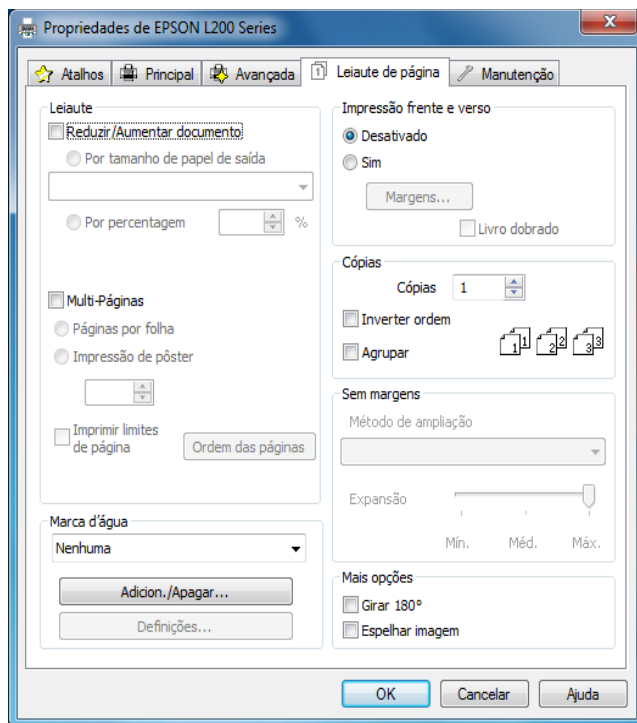 Propriedades de EPSON L200 Series
Atalhos
Principal
Avançada
Leiaute de página
Manutenção
Leiaute
Reduzir/Aumentar documento
Por tamanho de papel de saída
Por percentagem
%
Multi-Páginas
Páginas por folha
Impressão de pôster
Imprimir limites
de página
Ordem das páginas
Marca d'água
Nenhuma
Adicion./Apagar...
Definições...
Impressão frente e verso
Desativado
Sim
Margens...
Livro dobrado
Cópias
Cópias 1
Inverter ordem
Agrupar
1 1 2 2 3 3
Sem margens
Método de ampliação
Expansão
Mín. Méd. Máx.
Mais opções
Girar 180°
Espelhar imagem
OK
Cancelar
Ajuda